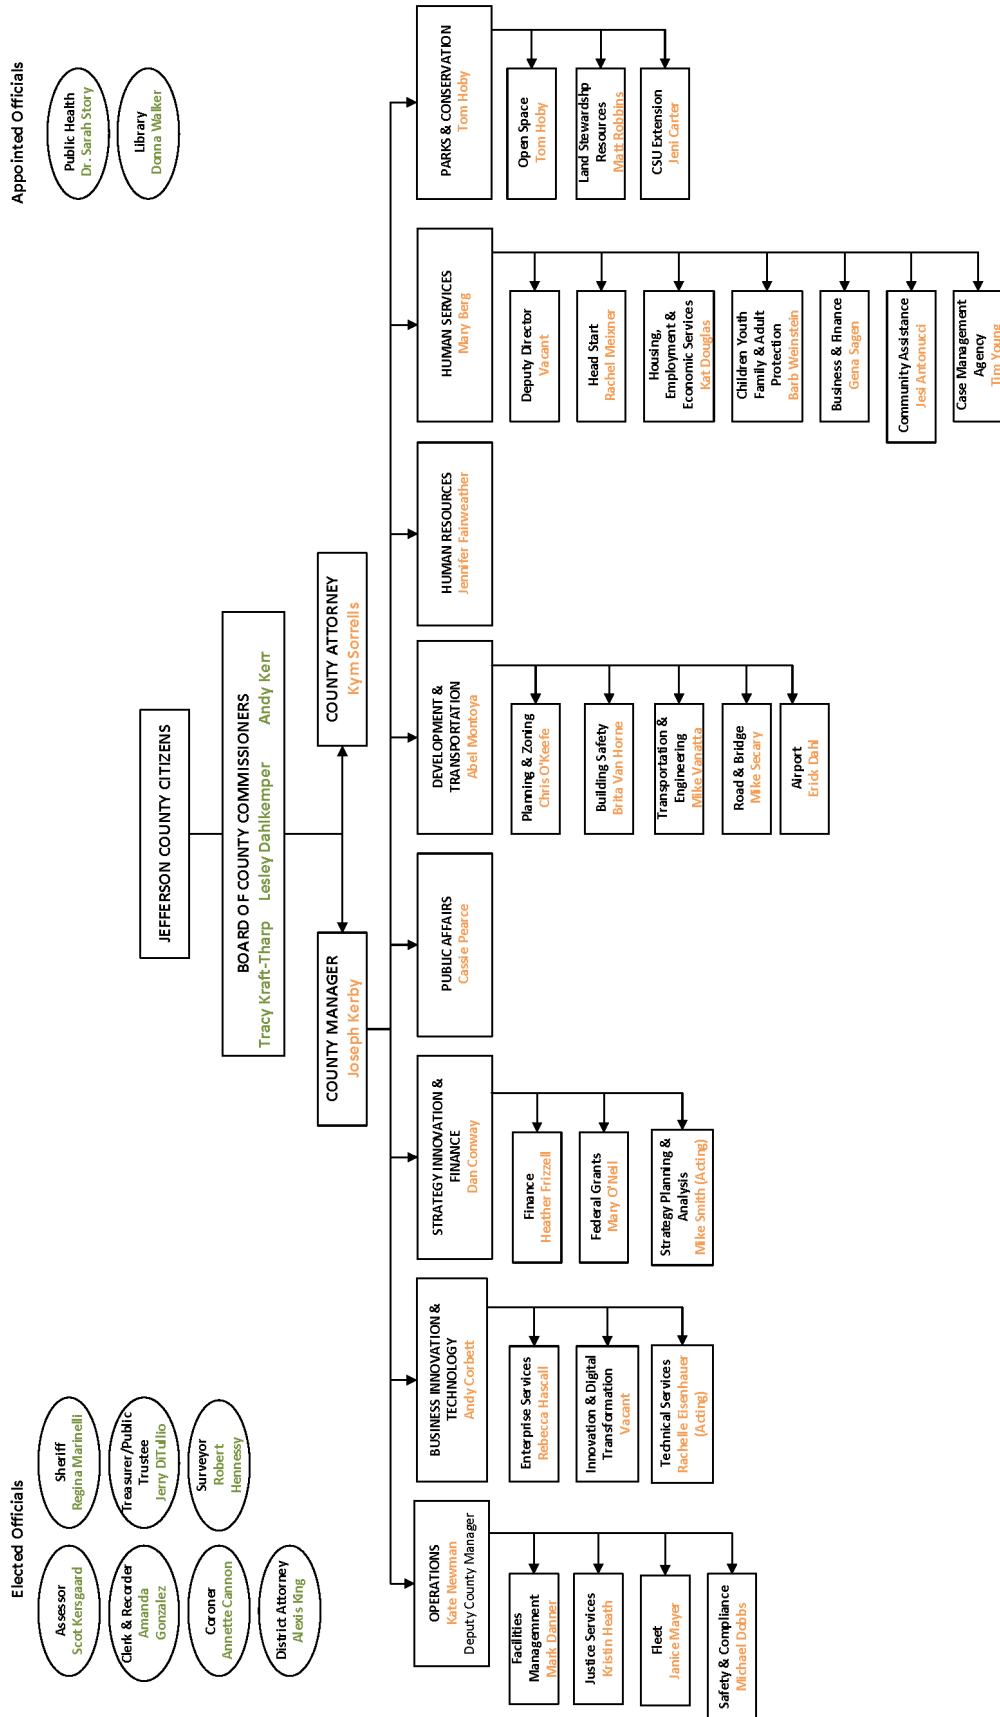 Elected Officials
Assessor
Scot Kersgaard
Sheriff
Regina Marinelli
Clerk & Recorder
Amanda
Gonzalez
Treasurer/Public
Trustee
Jerry DiTullio
Coroner
Annette Cannon
Surveyor
Robert
Hennessy
District Attorney
Alexis King
JEFFERSON COUNTY CITIZENS
BOARD OF COUNTY COMMISSIONERS
Tracy Kraft-Tharp Lesley Dahlkemper Andy Kerr
COUNTY MANAGER
Joseph Kerby
COUNTY ATTORNEY
Kym Sorrells
Appointed Officials
Public Health
Dr. Sarah Story
Library
Donna Walker
OPERATIONS
Kate Newman
Deputy County Manager
Facilities
Managemnent
Mark Danner
Justice Services
Kristin Heath
Fleet
Janice Mayer
Safety & Compliance
Michael Dobbs
BUSINESS INNOVATION &
TECHNOLOGY
Andy Corbett
Enterprise Services
Rebecca Hascall
Innovation & Digital
Transformation
Vacant
Technical Services
Rachelle Eisenhauer
(Acting)
STRATEGY INNOVATION &
FINANCE
Dan Conway
Finance
Heather Frizzell
Federal Grants
Mary O'Neil
Strategy Planning &
Analysis
Mike Smith (Acting)
PUBLIC AFFAIRS
Cassie Pearce
DEVELOPMENT &
TRANSPORTATION
Abel Montoya
Planning & Zoning
Chris O'Keefe
Building Safety
Brita Van Horne
Transportation &
Engineering
Mike Vanatta
Road & Bridge
Mike Secary
Airport
Erick Dahl
HUMAN RESOURCES
Jennifer Fairweather
HUMAN SERVICES
Mary Berg
Deputy Director
Vacant
Head Start
Rachel Meixner
Housing,
Employment &
Economic Services
Kat Douglas
Children Youth
Family & Adult
Protection
Barb Weinstein
Business & Finance
Gena Sagen
Community Assistance
Jesi Antonucci
Case Management
Agency
Tim Young
PARKS & CONSERVATION
Tom Hoby
Open Space
Tom Hoby
Land Stewardshp
Resources
Matt Robbins
CSU Extension
Jeni Carter